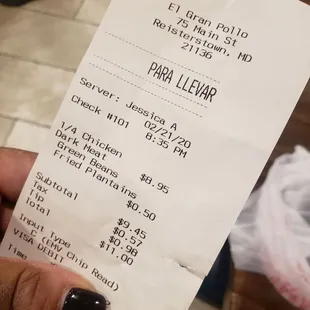 El Gran Pollo
75 Main St
Reisterstown, MD
21136
PARA LLEVAR
Server: Jessica A
02/21/20
Check #101 8:35 PM
1/4 Chicken $8.95
Dark Meat
Green Beans
Fried Plantains $0.50
Subtotal $9.45
Tax $0.57
Tip $0.98
Total $11.00
Input Type
C (EMV Chip Read)
VISA DEBIT
Time